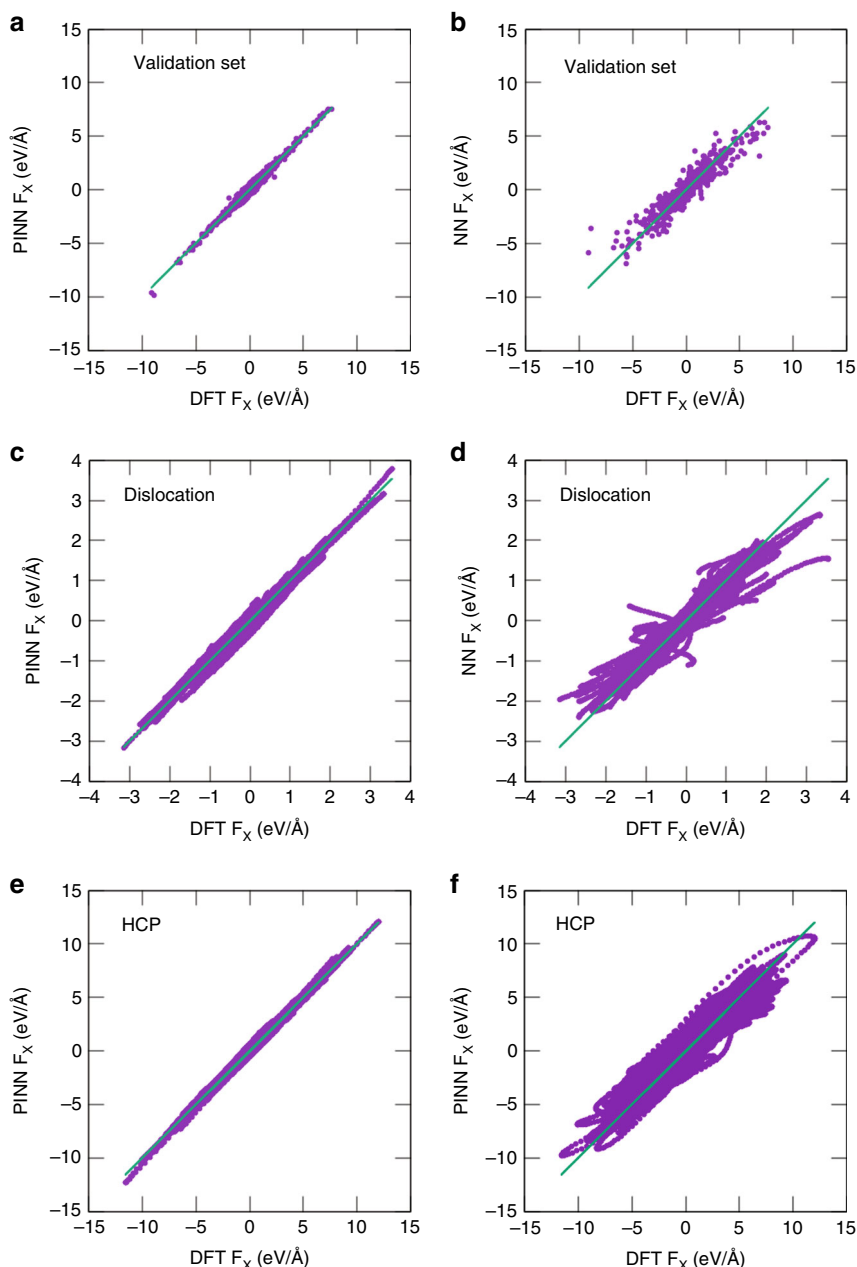 a
15
10
5
0
−5
−10
−15
PINN F_X (eV/Å)
Validation set
−15 −10 −5 0 5 10 15
DFT F_X (eV/Å)
b
15
10
5
0
−5
−10
−15
NN F_X (eV/Å)
Validation set
−15 −10 −5 0 5 10 15
DFT F_X (eV/Å)
c
4
3
2
1
0
−1
−2
−3
−4
PINN F_X (eV/Å)
Dislocation
−4 −3 −2 −1 0 1 2 3 4
DFT F_X (eV/Å)
d
4
3
2
1
0
−1
−2
−3
−4
NN F_X (eV/Å)
Dislocation
−4 −2 0 2 4
DFT F_X (eV/Å)
e
15
10
5
0
−5
−10
−15
PINN F_X (eV/Å)
HCP
−15 −10 −5 0 5 10 15
DFT F_X (eV/Å)
f
15
10
5
0
−5
−10
−15
PINN F_X (eV/Å)
HCP
−15 −10 −5 0 5 10 15
DFT F_X (eV/Å)